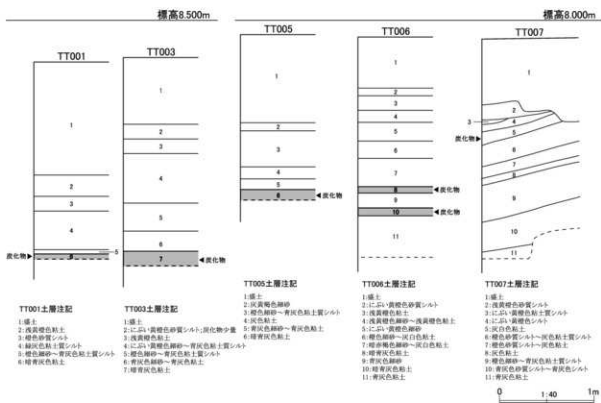 標高8.500m
標高8.000m
TT001
TT003
TT005
TT006
TT007
炭化物
炭化物
炭化物
炭化物
炭化物
炭化物
TT001土層注記
1:盛土
2:浅黄橙色粘土
3:橙色砂質シルト
4:緑灰色粘土質シルト
5:橙色細砂～青灰色粘土質シルト
6:暗青灰色粘土
TT003土層注記
1:盛土
2:にぶい黄橙色砂質シルト;炭化物少量
3:浅黄橙色粘土
4:にぶい黄橙色細砂～青灰色粘土質シルト
5:橙色細砂～青灰色粘土質シルト
6:青灰色細砂～青灰色粘土
7:暗青灰色粘土
TT005土層注記
1:盛土
2:灰黄褐色細砂
3:橙色細砂～青灰色粘土質シルト
4:灰色粘土
5:青灰色細砂～青灰色粘土
6:暗青灰色粘土
TT006土層注記
1:盛土
2:にぶい黄橙色砂質シルト
3:浅黄橙色粘土
4:浅黄橙色細砂～浅黄橙色粘土
5:にぶい黄橙色細砂
6:橙色細砂～灰白色粘土
7:暗赤褐色細砂～灰白色粘土
8:暗青灰色粘土
9:青灰色細砂
10:暗青灰色粘土
11:青灰色粘土
TT007土層注記
1:盛土
2:浅黄橙色砂質シルト
3:にぶい黄橙色粘土質シルト
4:にぶい黄橙色シルト
5:灰白色粘土
6:橙色砂質シルト～灰色粘土質シルト
7:橙色砂質シルト～灰色粘土
8:灰色粘土
9:橙色細砂～青灰色粘土質シルト
10:青灰色砂質シルト～青灰色シルト
11:青灰色粘土
0 1:40 1m